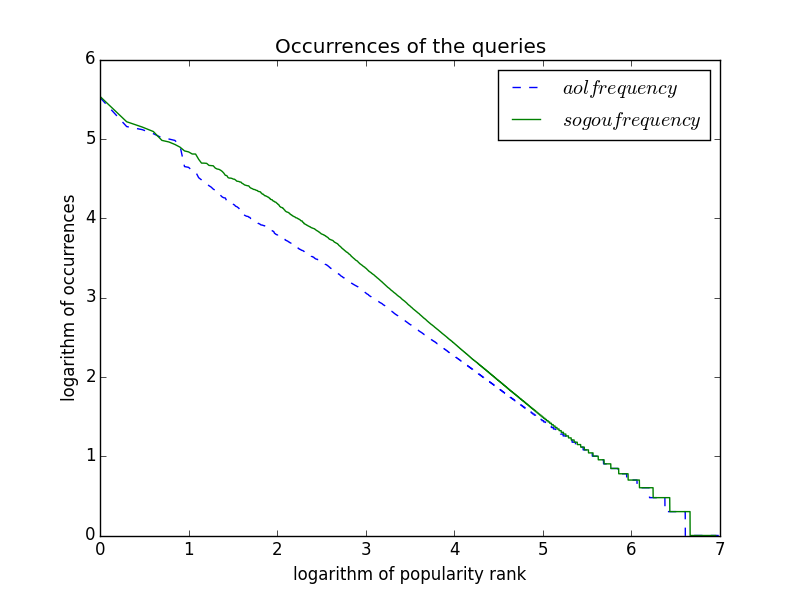 Occurrences of the queries
aolfrequency
sogoufrequency
6
5
4
3
2
1
0
logarithm of occurrences
0 1 2 3 4 5 6 7
logarithm of popularity rank